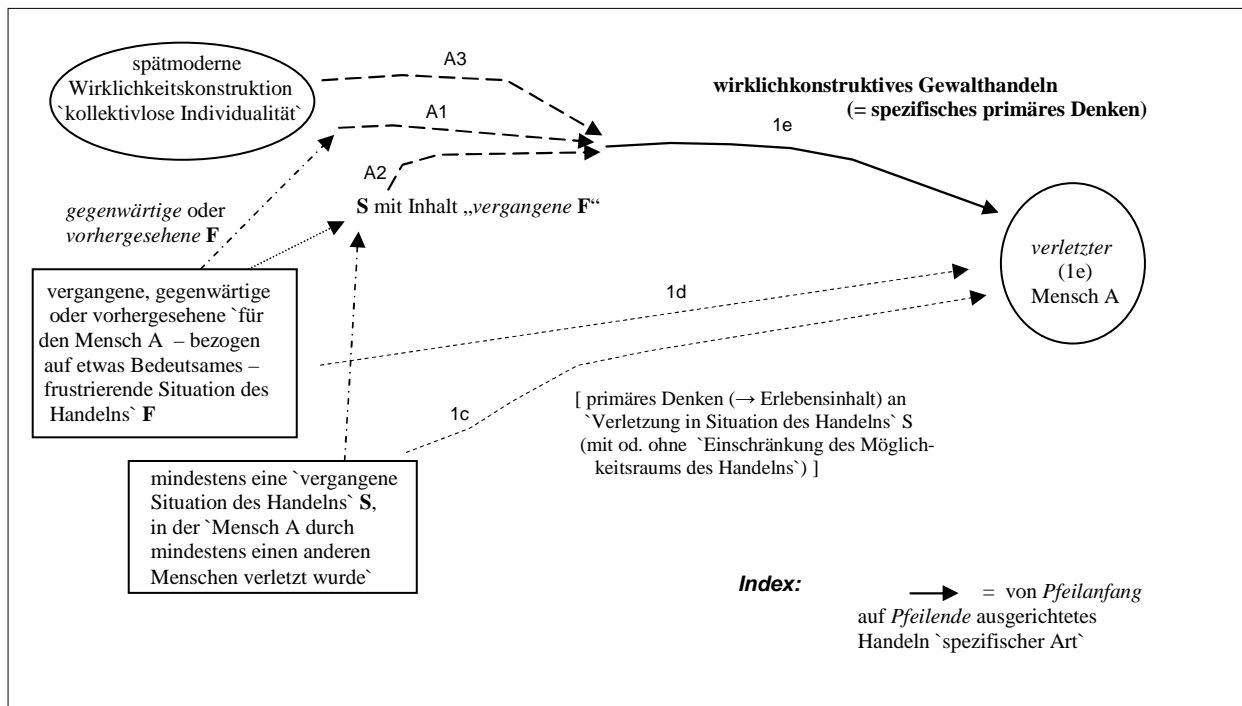 spätmoderne
Wirklichkeitskonstruktion
`kollektivlose Individualität`
A3
A1
A2
wirklichkonstruktives Gewalthandeln
(= spezifisches primäres Denken)
1e
S mit Inhalt „vergangene F“
gegenwärtige oder
vorhergesehene F
verletzter
(1e)
Mensch A
vergangene, gegenwärtige
oder vorhergesehene `für
den Mensch A – bezogen
auf etwas Bedeutsames –
frustrierende Situation des
Handelns` F
1d
1c
[ primäres Denken (→ Erlebensinhalt) an
`Verletzung in Situation des Handelns` S
(mit od. ohne `Einschränkung des Möglich-
keitsraums des Handelns`) ]
mindestens eine `vergangene
Situation des Handelns` S,
in der `Mensch A durch
mindestens einen anderen
Menschen verletzt wurde`
Index:
= von Pfeilanfang
auf Pfeilende ausgerichtetes
Handeln `spezifischer Art`